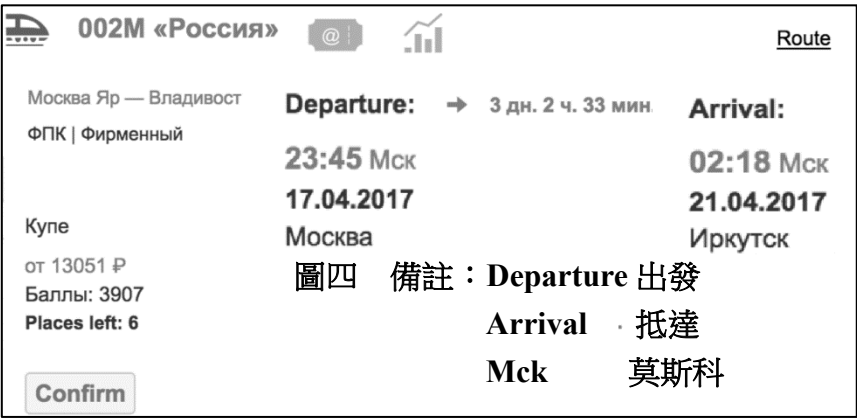 002M «Россия»
@
Route
Москва Яр — Владивост
ФПК | Фирменный
Departure: → 3 дн. 2 ч. 33 мин.
Arrival:
23:45 Мск
17.04.2017
Москва
02:18 Мск
21.04.2017
Иркутск
Купе
от 13051 ₽
Баллы: 3907
Places left: 6
Confirm
圖四 備註：Departure 出發
Arrival 抵達
Mck 莫斯科